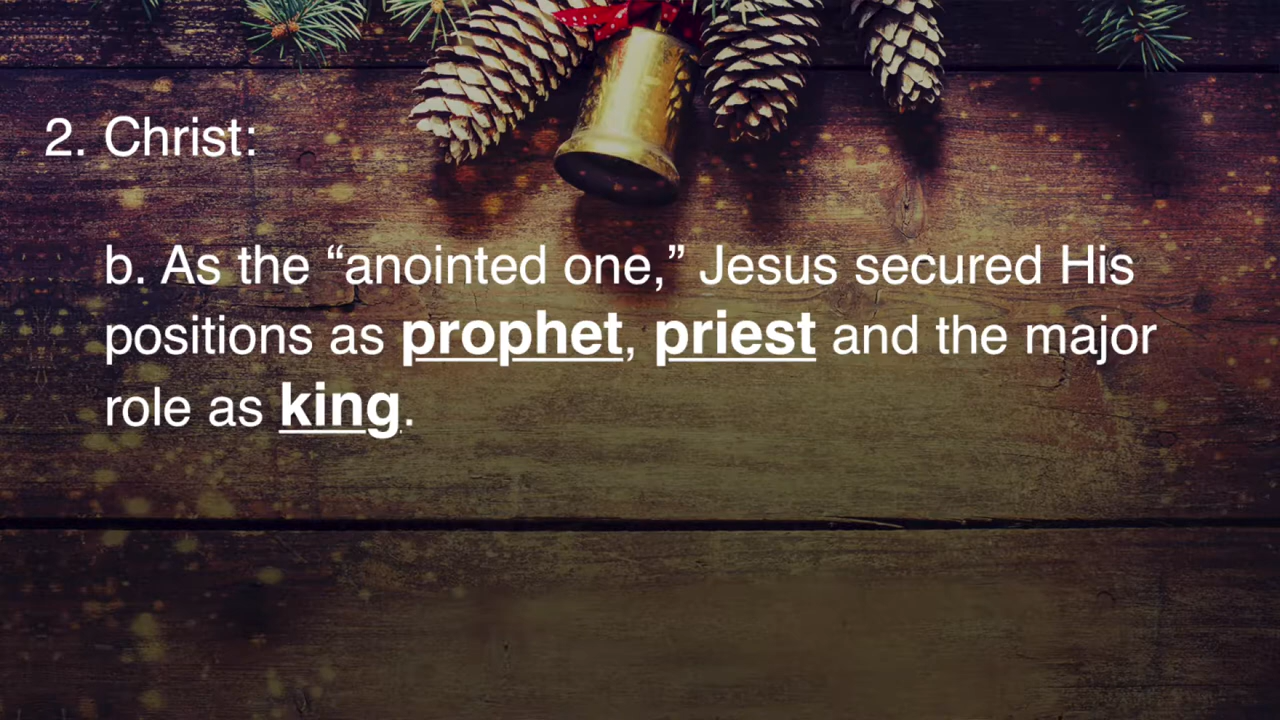 2. Christ:
b. As the “anointed one,” Jesus secured His
positions as prophet, priest and the major
role as king.